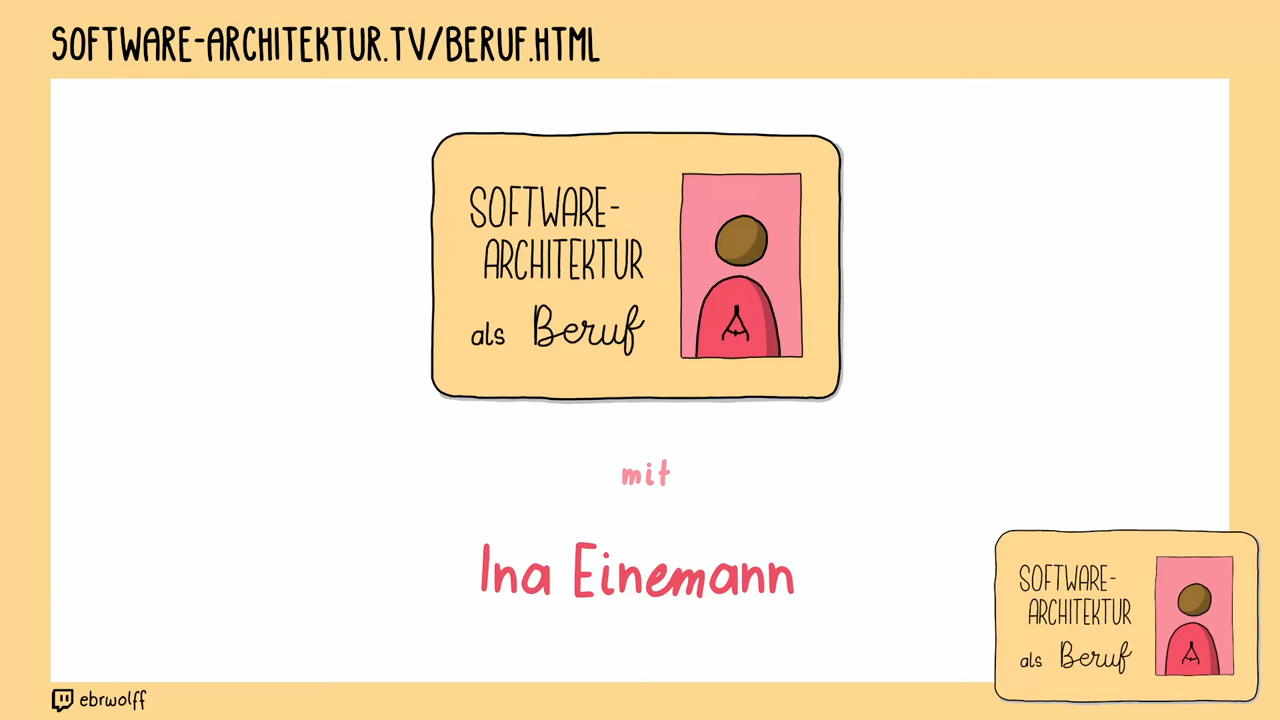 SOFTWARE-ARCHITEKTUR.TV/BERUF.HTML
SOFTWARE-
ARCHITEKTUR
als Beruf
mit
Ina Einemann
SOFTWARE-
ARCHITEKTUR
als Beruf
ebrwolff